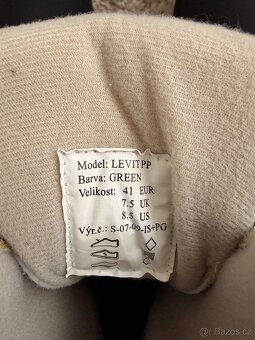 Model: LEVITPP
Barva: GREEN
Velikost: 41 EUR
7.5 UK
8.5 US
Výr.č.: S-07-09-IS+PG
Bazos.cz